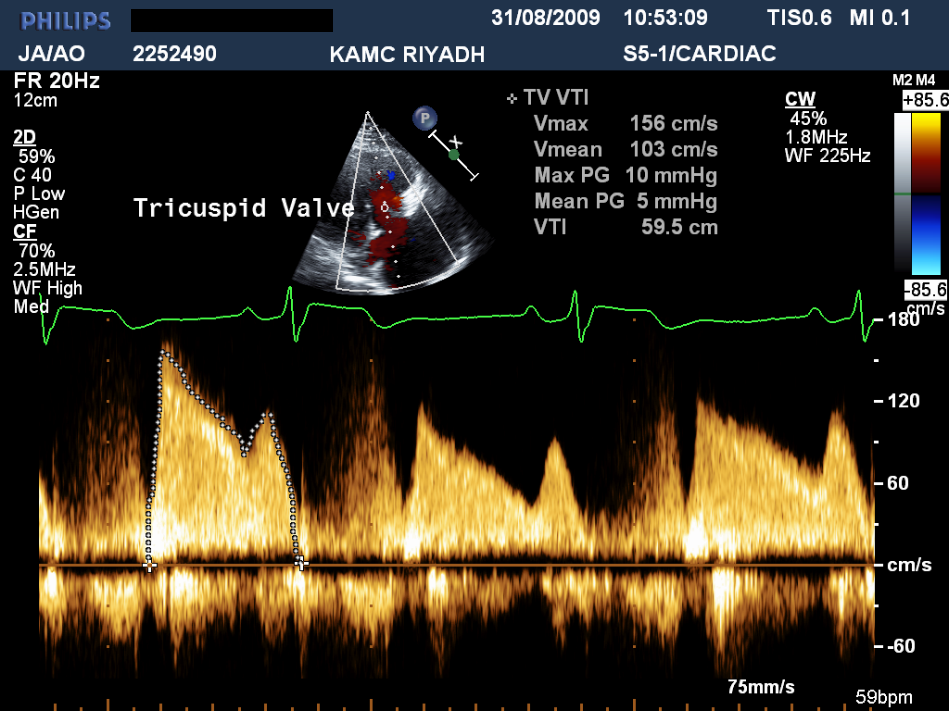 PHILIPS
31/08/2009 10:53:09 TIS0.6 MI 0.1
JA/AO 2252490 KAMC RIYADH S5-1/CARDIAC
FR 20Hz
12cm
2D
59%
C 40
P Low
HGen
CF
70%
2.5MHz
WF High
Med
P
Tricuspid Valve
TV VTI
Vmax 156 cm/s
Vmean 103 cm/s
Max PG 10 mmHg
Mean PG 5 mmHg
VTI 59.5 cm
CW
45%
1.8MHz
WF 225Hz
M2 M4
+85.6
-85.6
cm/s
180
120
60
cm/s
-60
75mm/s
59bpm